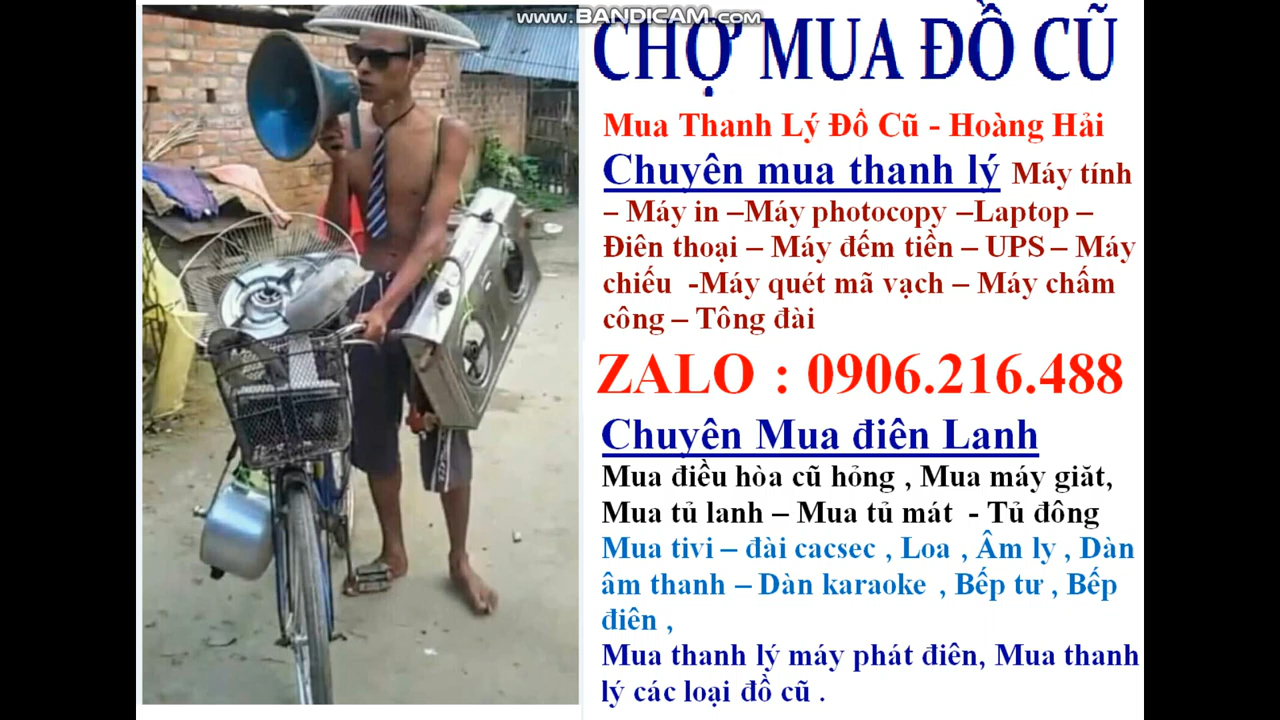 www.BANDICAM.com
CHỢ MUA ĐỒ CŨ
Mua Thanh Lý Đồ Cũ - Hoàng Hải
Chuyên mua thanh lý Máy tính
– Máy in –Máy photocopy –Laptop –
Điên thoại – Máy đếm tiền – UPS – Máy
chiếu -Máy quét mã vạch – Máy chấm
công – Tông đài
ZALO : 0906.216.488
Chuyên Mua điên Lanh
Mua điều hòa cũ hỏng , Mua máy giăt,
Mua tủ lanh – Mua tủ mát - Tủ đông
Mua tivi – đài cacsec , Loa , Âm ly , Dàn
âm thanh – Dàn karaoke , Bếp tư , Bếp
điên ,
Mua thanh lý máy phát điên, Mua thanh
lý các loại đồ cũ .